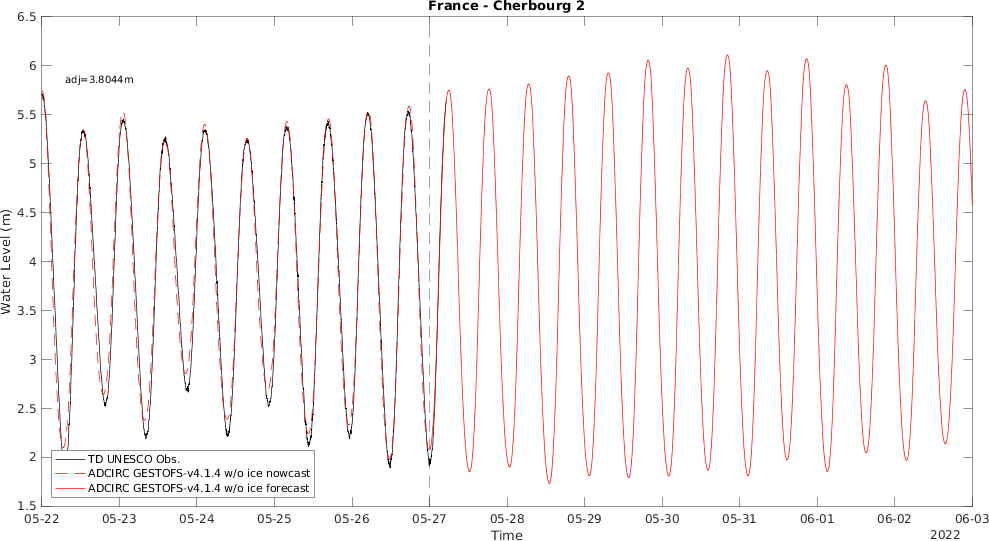 France - Cherbourg 2
6.5
6
5.5
5
4.5
4
3.5
3
2.5
2
1.5
Water Level (m)
adj=3.8044m
TD UNESCO Obs.
ADCIRC GESTOFS-v4.1.4 w/o ice nowcast
ADCIRC GESTOFS-v4.1.4 w/o ice forecast
05-22 05-23 05-24 05-25 05-26 05-27 05-28 05-29 05-30 05-31 06-01 06-02 06-03
Time
2022